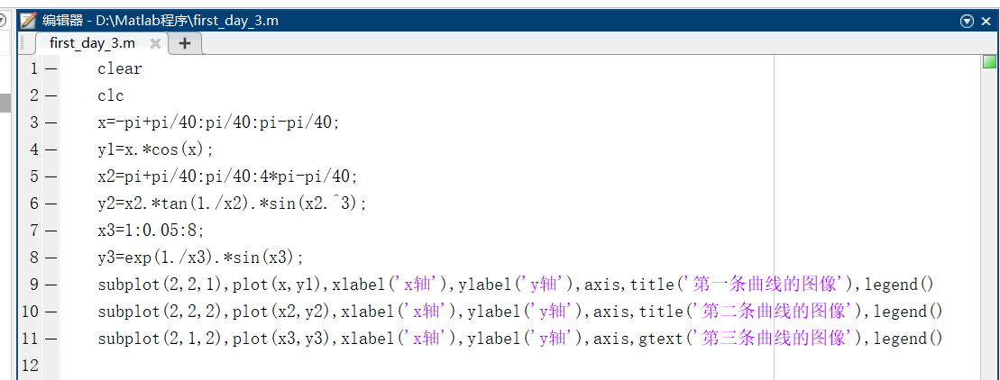 编辑器 - D:\Matlab程序\first_day_3.m
first_day_3.m
1 — clear
2 — clc
3 — x=-pi+pi/40:pi/40:pi-pi/40;
4 — y1=x.*cos(x);
5 — x2=pi+pi/40:pi/40:4*pi-pi/40;
6 — y2=x2.*tan(1./x2).*sin(x2.^3);
7 — x3=1:0.05:8;
8 — y3=exp(1./x3).*sin(x3);
9 — subplot(2,2,1),plot(x,y1),xlabel('x轴'),ylabel('y轴'),axis,title('第一条曲线的图像'),legend()
10 — subplot(2,2,2),plot(x2,y2),xlabel('x轴'),ylabel('y轴'),axis,title('第二条曲线的图像'),legend()
11 — subplot(2,1,2),plot(x3,y3),xlabel('x轴'),ylabel('y轴'),axis,gtext('第三条曲线的图像'),legend()
12